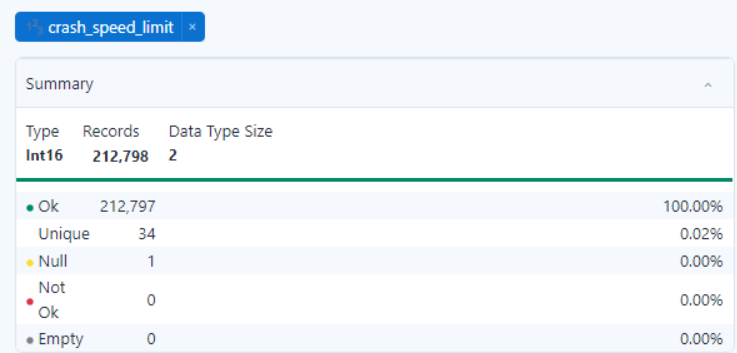 123 crash_speed_limit ×
Summary
Type Records Data Type Size
Int16 212,798 2
Ok 212,797 100.00%
Unique 34 0.02%
Null 1 0.00%
Not
Ok 0 0.00%
Empty 0 0.00%